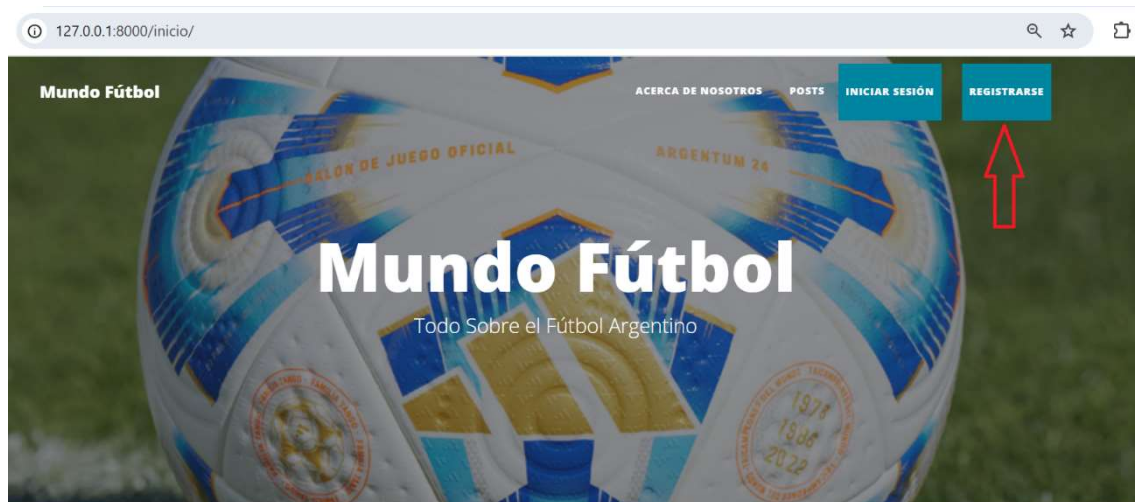 127.0.0.1:8000/inicio/
Mundo Fútbol
ACERCA DE NOSOTROS POSTS INICIAR SESIÓN REGISTRARSE
BALON DE JUEGO OFICIAL
ARGENTUM 24
Mundo Fútbol
Todo Sobre el Fútbol Argentino
1978
1986
2022